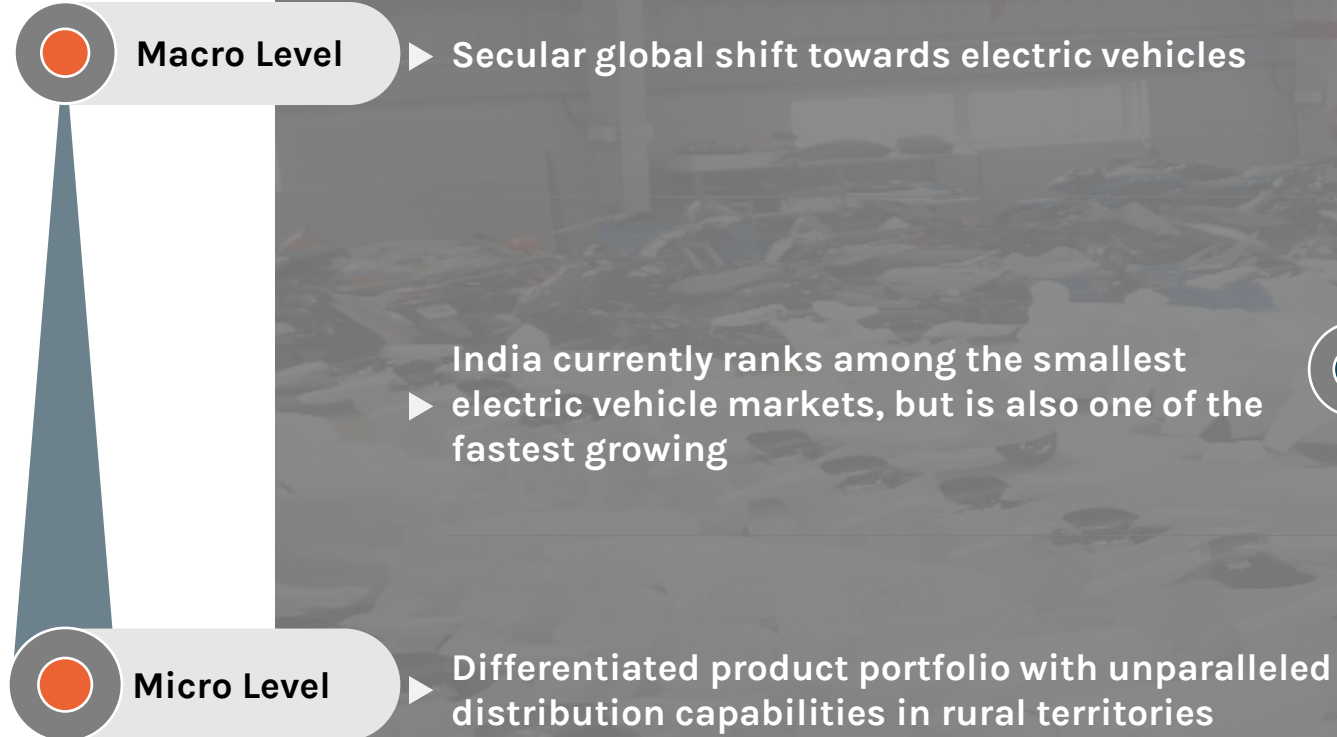 Macro Level
Secular global shift towards electric vehicles
India currently ranks among the smallest
electric vehicle markets, but is also one of the
fastest growing
Micro Level
Differentiated product portfolio with unparalleled
distribution capabilities in rural territories